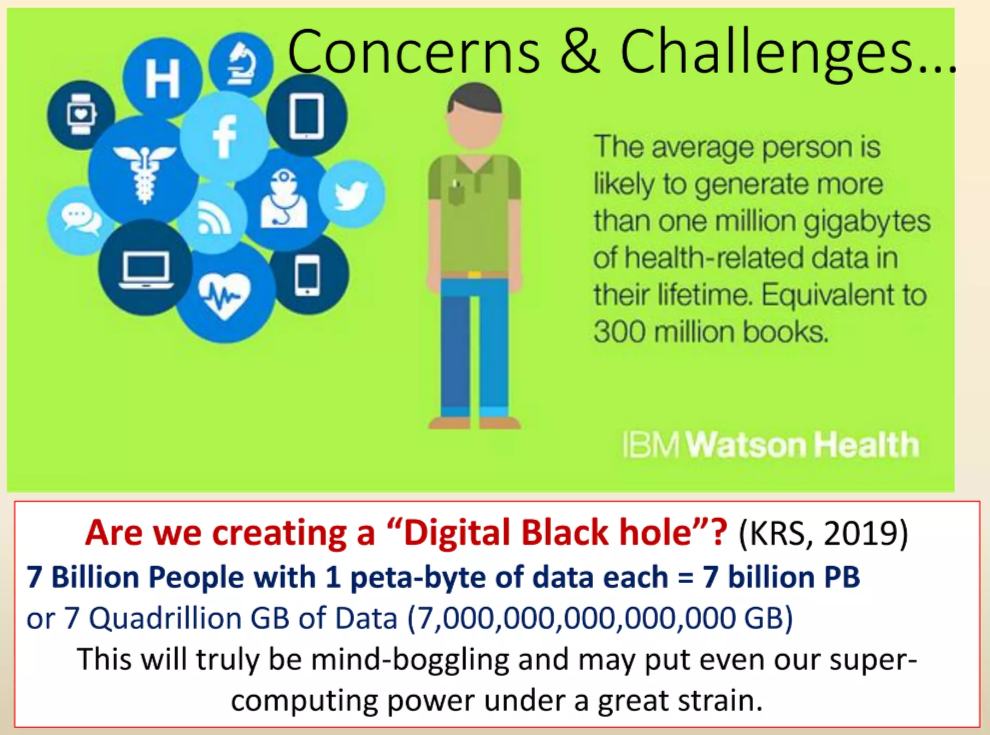 Concerns & Challenges...
H
f
The average person is
likely to generate more
than one million gigabytes
of health-related data in
their lifetime. Equivalent to
300 million books.
IBM Watson Health
Are we creating a “Digital Black hole”? (KRS, 2019)
7 Billion People with 1 peta-byte of data each = 7 billion PB
or 7 Quadrillion GB of Data (7,000,000,000,000,000 GB)
This will truly be mind-boggling and may put even our super-
computing power under a great strain.